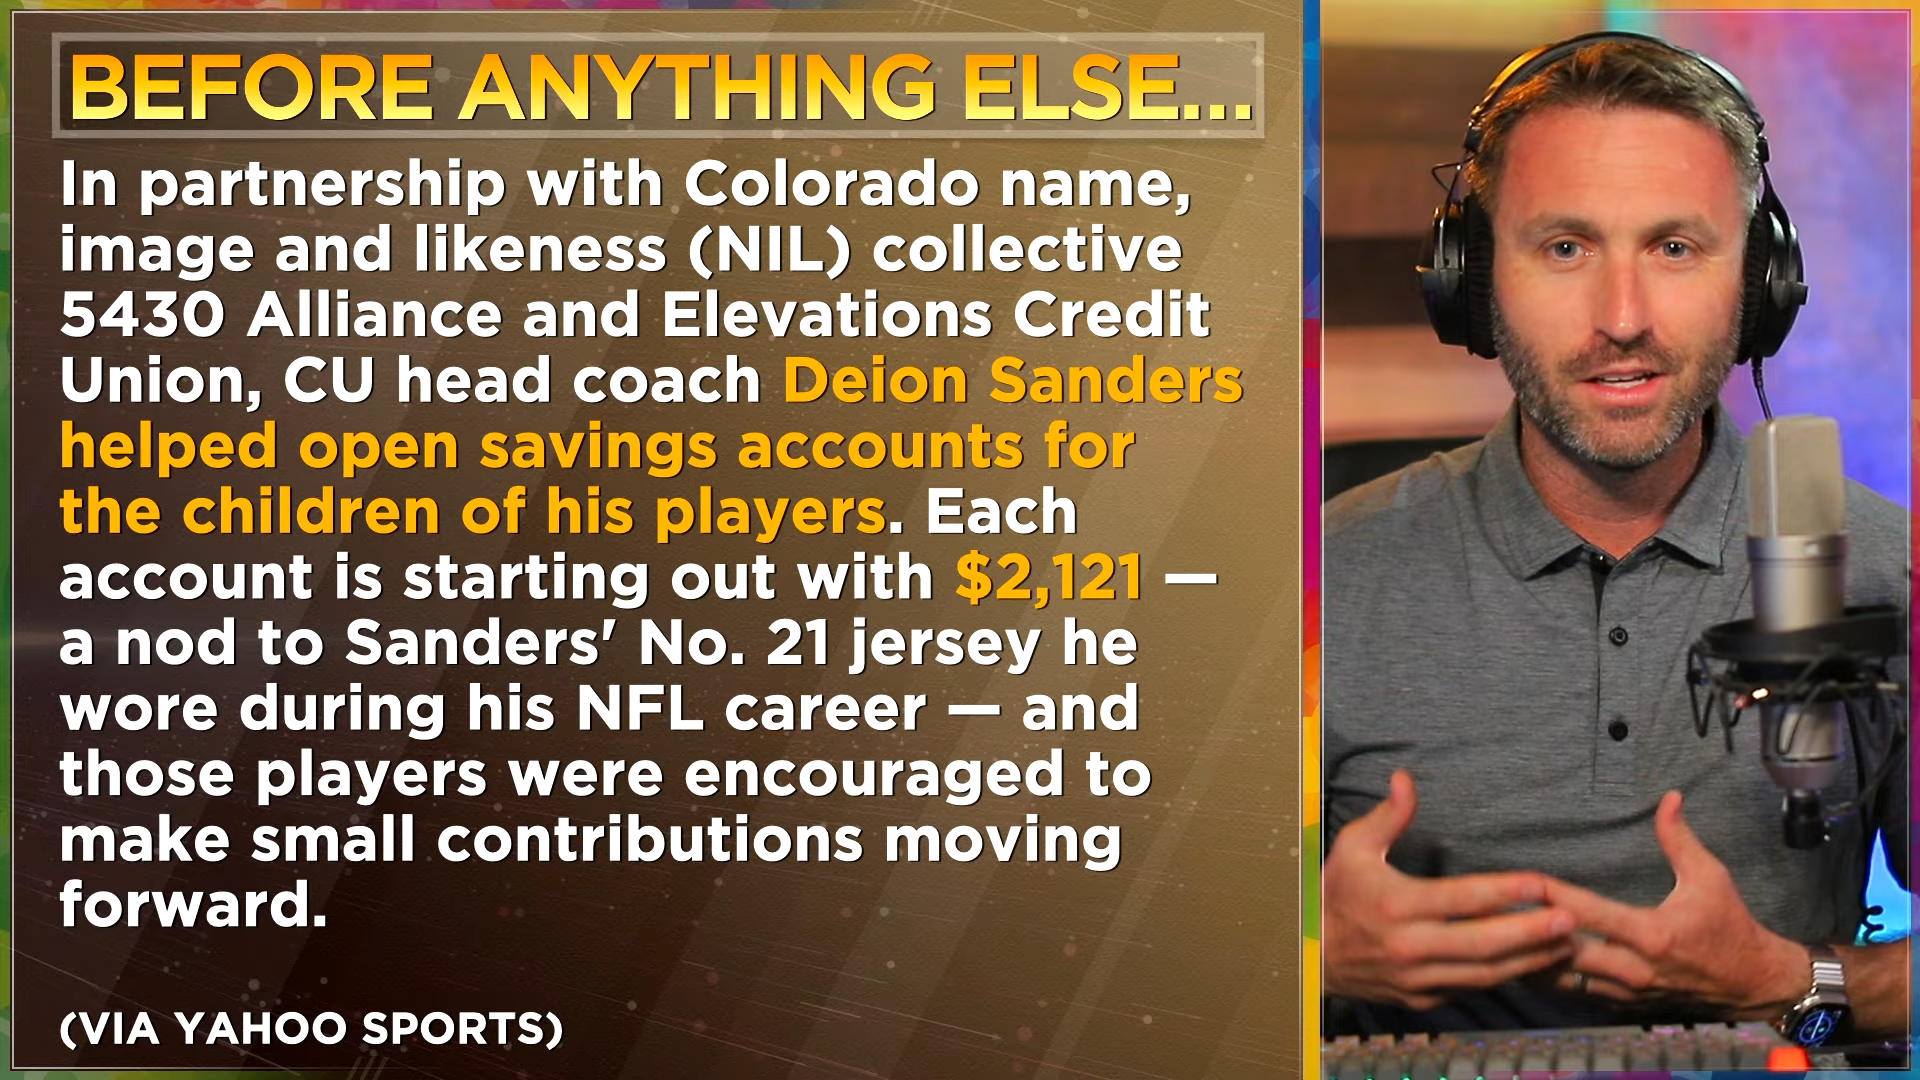 BEFORE ANYTHING ELSE...
In partnership with Colorado name,
image and likeness (NIL) collective
5430 Alliance and Elevations Credit
Union, CU head coach Deion Sanders
helped open savings accounts for
the children of his players. Each
account is starting out with $2,121 —
a nod to Sanders' No. 21 jersey he
wore during his NFL career — and
those players were encouraged to
make small contributions moving
forward.
(VIA YAHOO SPORTS)